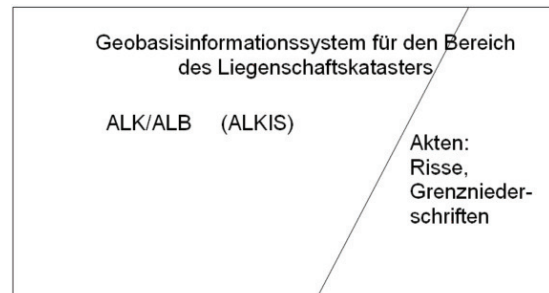 Geobasisinformationssystem für den Bereich
des Liegenschaftskatasters
ALK/ALB (ALKIS)
Akten:
Risse,
Grenznieder-
schriften